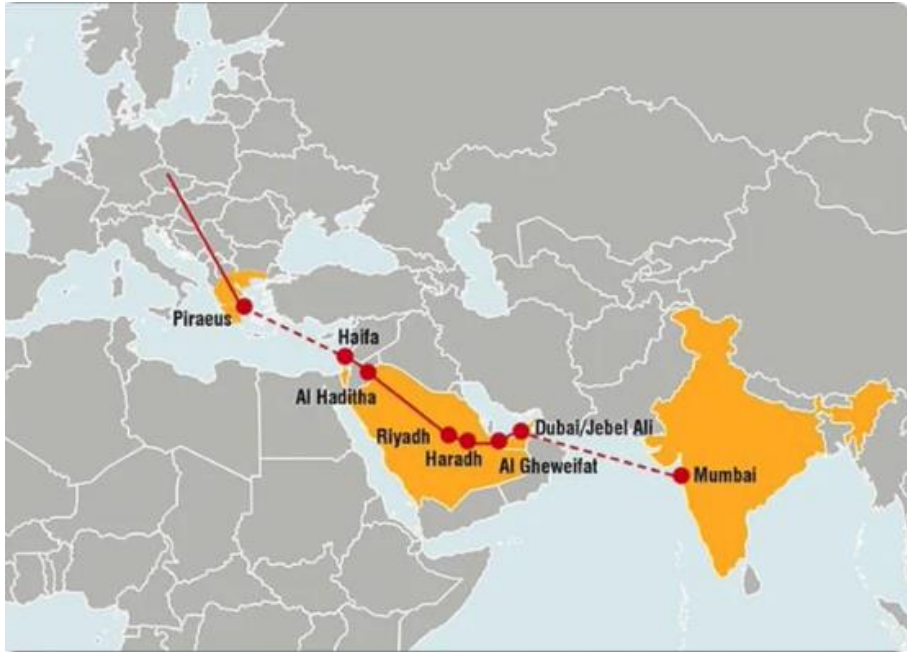 Piraeus
Haifa
Al Haditha
Riyadh
Dubai/Jebel Ali
Haradh
Al Gheweifat
Mumbai